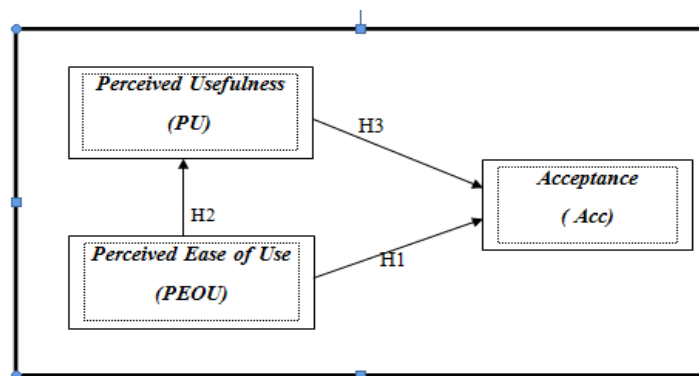 Perceived Usefulness
(PU)
H3
Acceptance
( Acc)
H2
Perceived Ease of Use
(PEOU)
H1